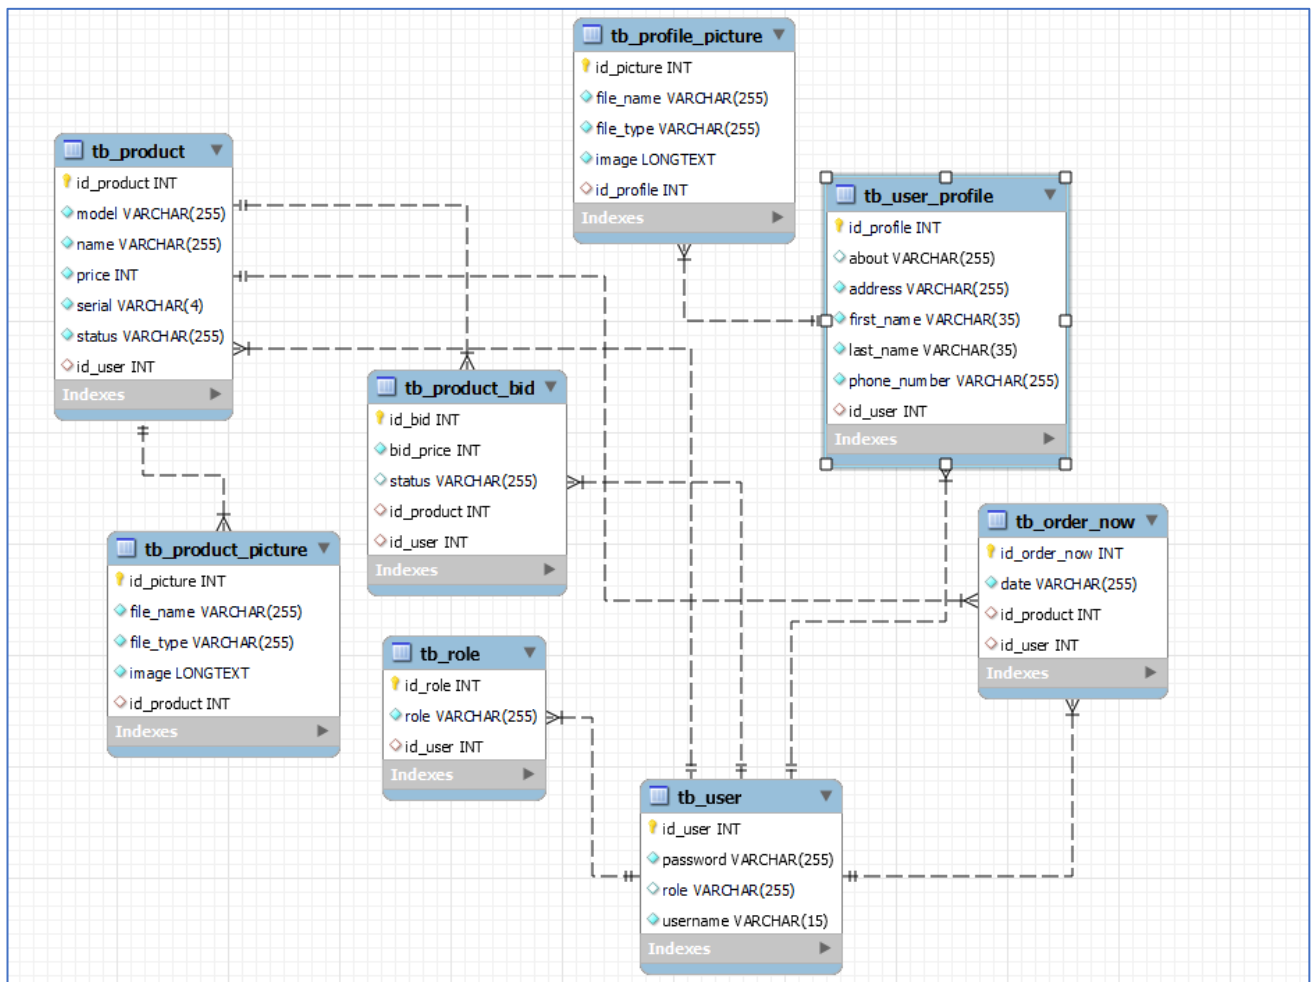 tb_profile_picture
id_picture INT
file_name VARCHAR(255)
file_type VARCHAR(255)
image LONGTEXT
id_profile INT
Indexes
tb_product
id_product INT
model VARCHAR(255)
name VARCHAR(255)
price INT
serial VARCHAR(4)
status VARCHAR(255)
id_user INT
Indexes
tb_user_profile
id_profile INT
about VARCHAR(255)
address VARCHAR(255)
first_name VARCHAR(35)
last_name VARCHAR(35)
phone_number VARCHAR(255)
id_user INT
Indexes
tb_product_bid
id_bid INT
bid_price INT
status VARCHAR(255)
id_product INT
id_user INT
Indexes
tb_order_now
id_order_now INT
date VARCHAR(255)
id_product INT
id_user INT
Indexes
tb_product_picture
id_picture INT
file_name VARCHAR(255)
file_type VARCHAR(255)
image LONGTEXT
id_product INT
Indexes
tb_role
id_role INT
role VARCHAR(255)
id_user INT
Indexes
tb_user
id_user INT
password VARCHAR(255)
role VARCHAR(255)
username VARCHAR(15)
Indexes